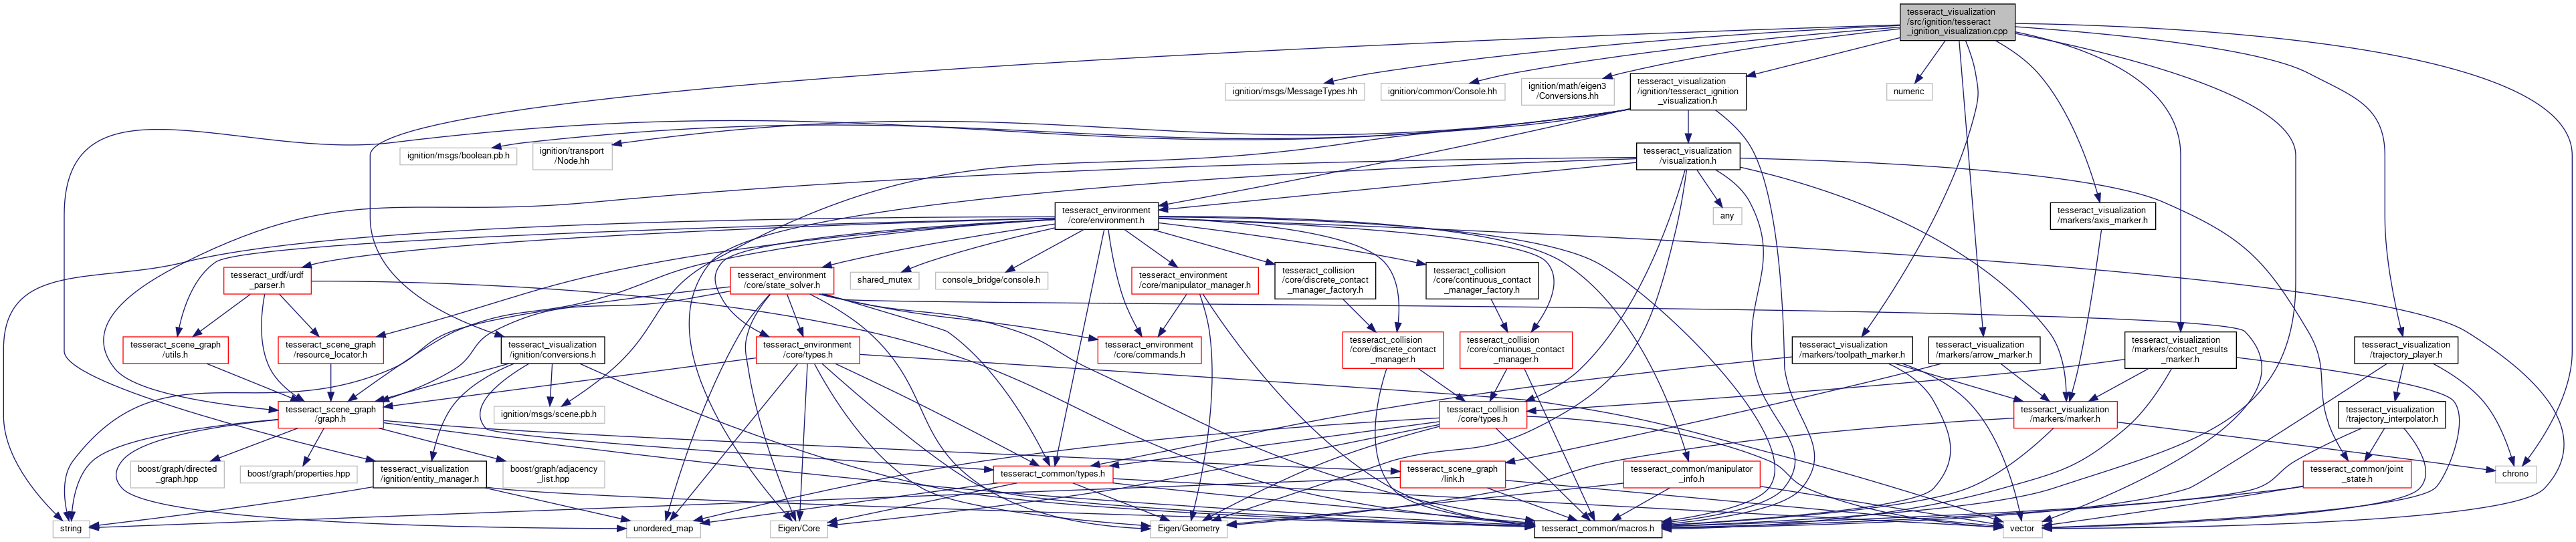 tesseract_visualization
/src/ignition/tesseract
_ignition_visualization.cpp
ignition/msgs/MessageTypes.hh
ignition/common/Console.hh
ignition/math/eigen3
/Conversions.hh
tesseract_visualization
/ignition/tesseract_ignition
_visualization.h
numeric
ignition/msgs/boolean.pb.h
ignition/transport
/Node.hh
tesseract_visualization
/visualization.h
tesseract_environment
/core/environment.h
any
tesseract_visualization
/markers/axis_marker.h
tesseract_urdf/urdf
_parser.h
tesseract_environment
/core/state_solver.h
shared_mutex
console_bridge/console.h
tesseract_environment
/core/manipulator_manager.h
tesseract_collision
/core/discrete_contact
_manager_factory.h
tesseract_collision
/core/continuous_contact
_manager_factory.h
tesseract_scene_graph
/utils.h
tesseract_scene_graph
/resource_locator.h
tesseract_visualization
/ignition/conversions.h
tesseract_environment
/core/types.h
tesseract_environment
/core/commands.h
tesseract_collision
/core/discrete_contact
_manager.h
tesseract_collision
/core/continuous_contact
_manager.h
tesseract_visualization
/markers/toolpath_marker.h
tesseract_visualization
/markers/arrow_marker.h
tesseract_visualization
/markers/contact_results
_marker.h
tesseract_visualization
/trajectory_player.h
tesseract_scene_graph
/graph.h
ignition/msgs/scene.pb.h
tesseract_collision
/core/types.h
tesseract_visualization
/markers/marker.h
tesseract_visualization
/trajectory_interpolator.h
boost/graph/directed
_graph.hpp
boost/graph/properties.hpp
tesseract_visualization
/ignition/entity_manager.h
boost/graph/adjacency
_list.hpp
tesseract_common/types.h
tesseract_scene_graph
/link.h
tesseract_common/manipulator
_info.h
chrono
tesseract_common/joint
_state.h
string
unordered_map
Eigen/Core
Eigen/Geometry
tesseract_common/macros.h
vector